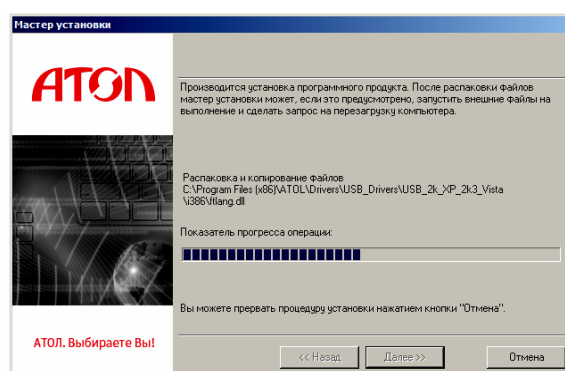 Мастер установки
АТОЛ
Производится установка программного продукта. После распаковки файлов
мастер установки может, если это предусмотрено, запустить внешние файлы на
выполнение и сделать запрос на перезагрузку компьютера.
Распаковка и копирование файлов
C:\Program Files (x86)\ATOL\Drivers\USB_Drivers\USB_2k_XP_2k3_Vista
\i386\ftlang.dll
Показатель прогресса операции:
Вы можете прервать процедуру установки нажатием кнопки "Отмена".
АТОЛ. Выбираете Вы!
<< Назад
Далее >>
Отмена